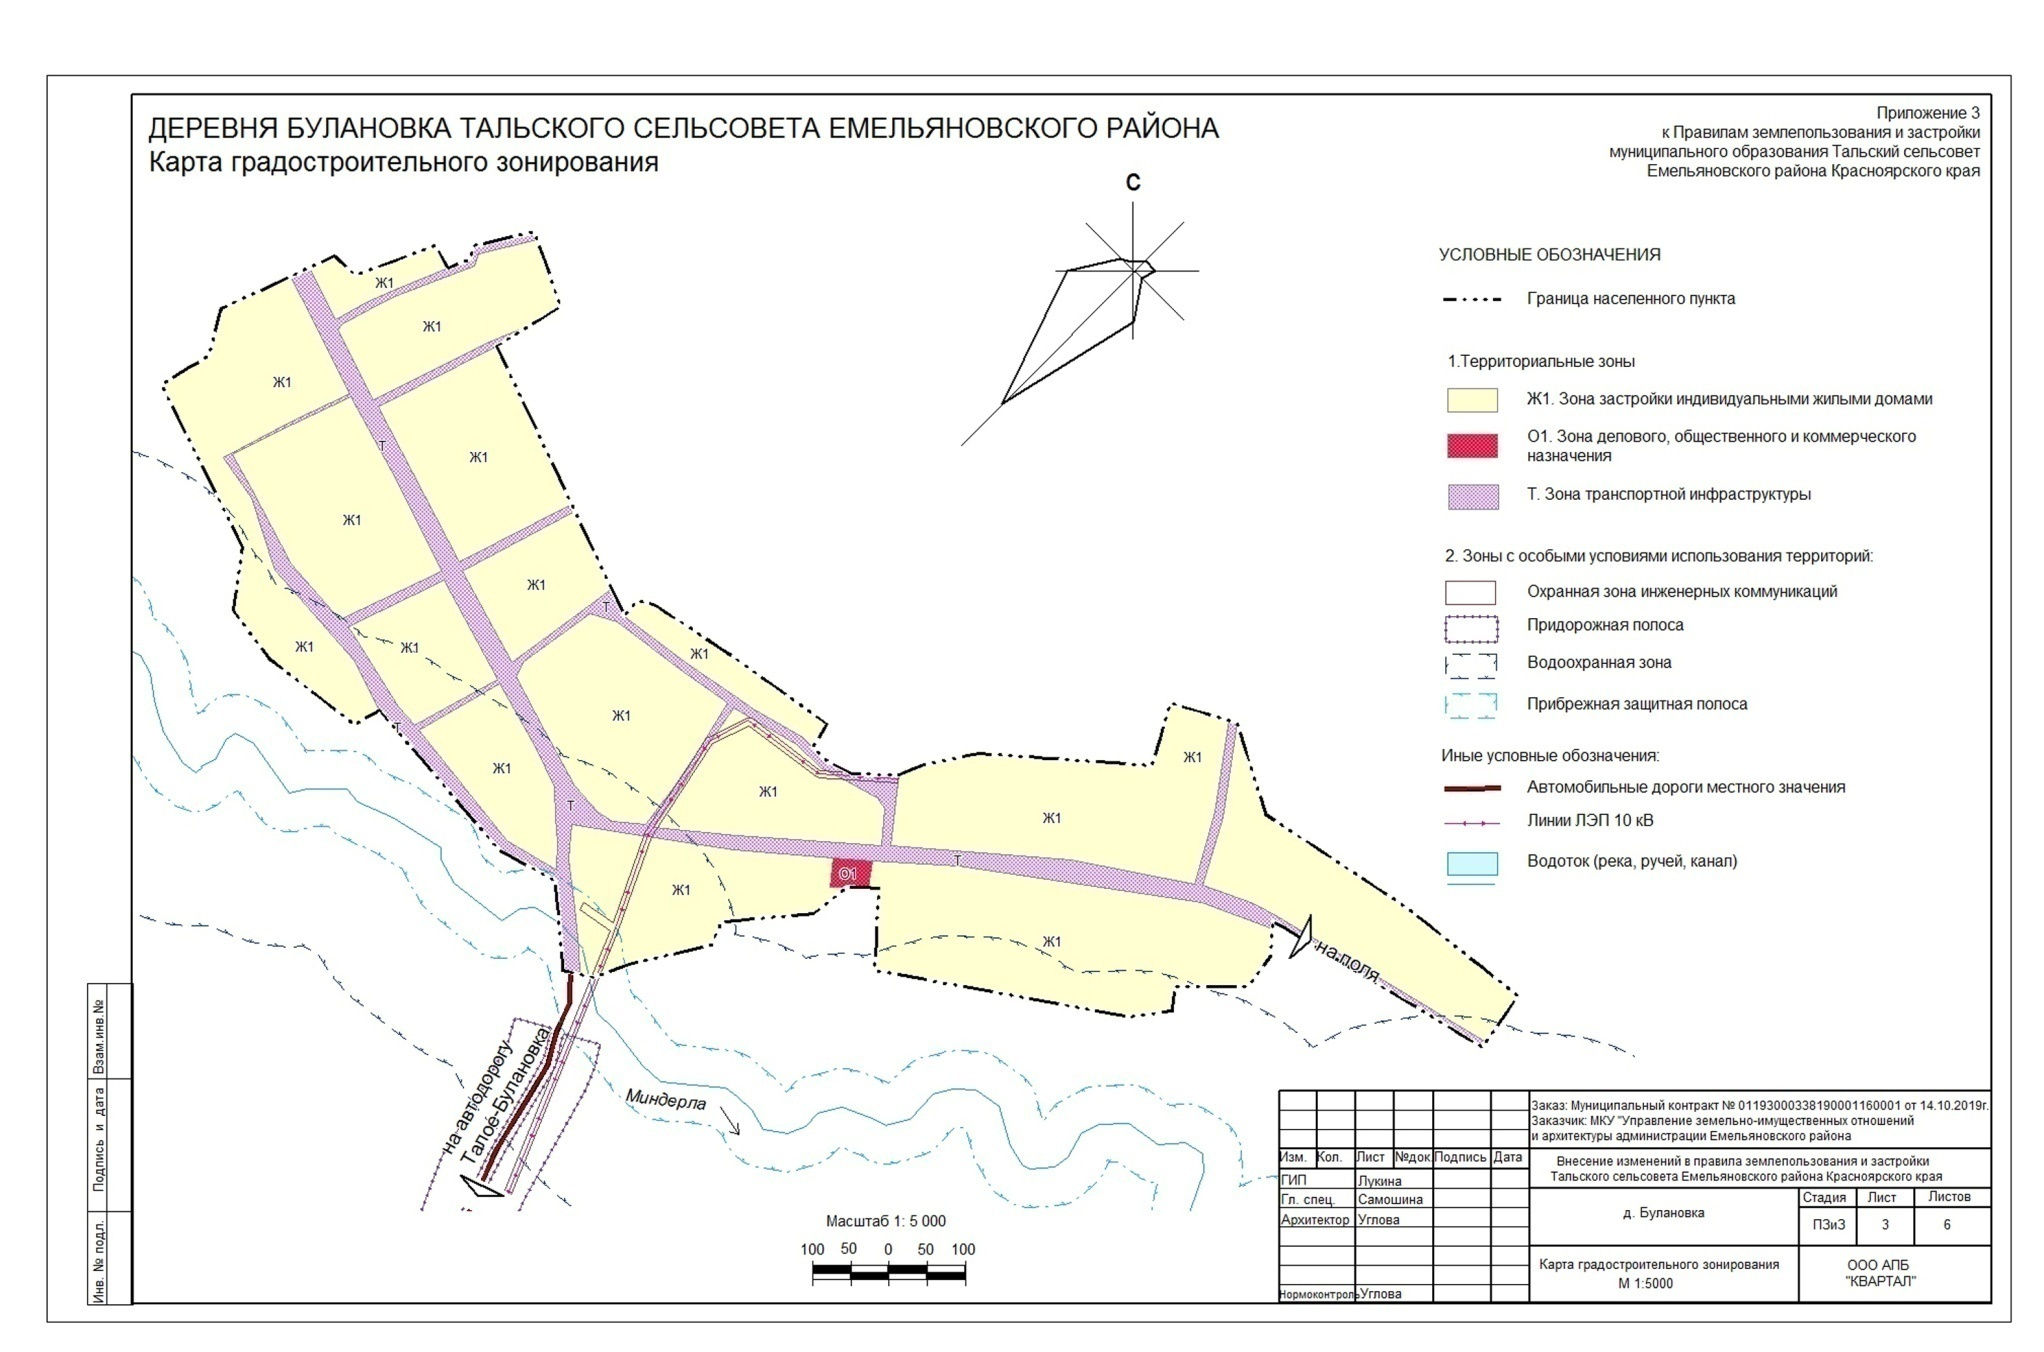 ДЕРЕВНЯ БУЛАНОВКА ТАЛЬСКОГО СЕЛЬСОВЕТА ЕМЕЛЬЯНОВСКОГО РАЙОНА
Карта градостроительного зонирования
Приложение 3
к Правилам землепользования и застройки
муниципального образования Тальский сельсовет
Емельяновского района Красноярского края
С
УСЛОВНЫЕ ОБОЗНАЧЕНИЯ
Граница населенного пункта
1.Территориальные зоны
Ж1. Зона застройки индивидуальными жилыми домами
О1. Зона делового, общественного и коммерческого
назначения
Т. Зона транспортной инфраструктуры
2. Зоны с особыми условиями использования территорий:
Охранная зона инженерных коммуникаций
Придорожная полоса
Водоохранная зона
Прибрежная защитная полоса
Иные условные обозначения:
Автомобильные дороги местного значения
Линии ЛЭП 10 кВ
Водоток (река, ручей, канал)
Ж1
Ж1
Ж1
Т
Ж1
Ж1
Ж1
Т
Ж1
Ж1
Ж1
Ж1
Т
Ж1
Ж1
Ж1
Т
Ж1
Ж1
Т
О1
Ж1
Ж1
на поля
на автодорогу
Талое-Булановка
Миндерла
Масштаб 1: 5 000
100 50 0 50 100
Взам.инв.№
Подпись и дата
Инв. № подл.
Заказ: Муниципальный контракт № 01193000338190001160001 от 14.10.2019г.
Заказчик: МКУ "Управление земельно-имущественных отношений
и архитектуры администрации Емельяновского района
Изм. Кол. Лист №док Подпись Дата
Внесение изменений в правила землепользования и застройки
Тальского сельсовета Емельяновского района Красноярского края
ГИП Лукина
Гл. спец. Самошина
Архитектор Углова
д. Булановка
Стадия Лист Листов
ПЗиЗ 3 6
Карта градостроительного зонирования
М 1:5000
ООО АПБ
"КВАРТАЛ"
Нормоконтроль Углова